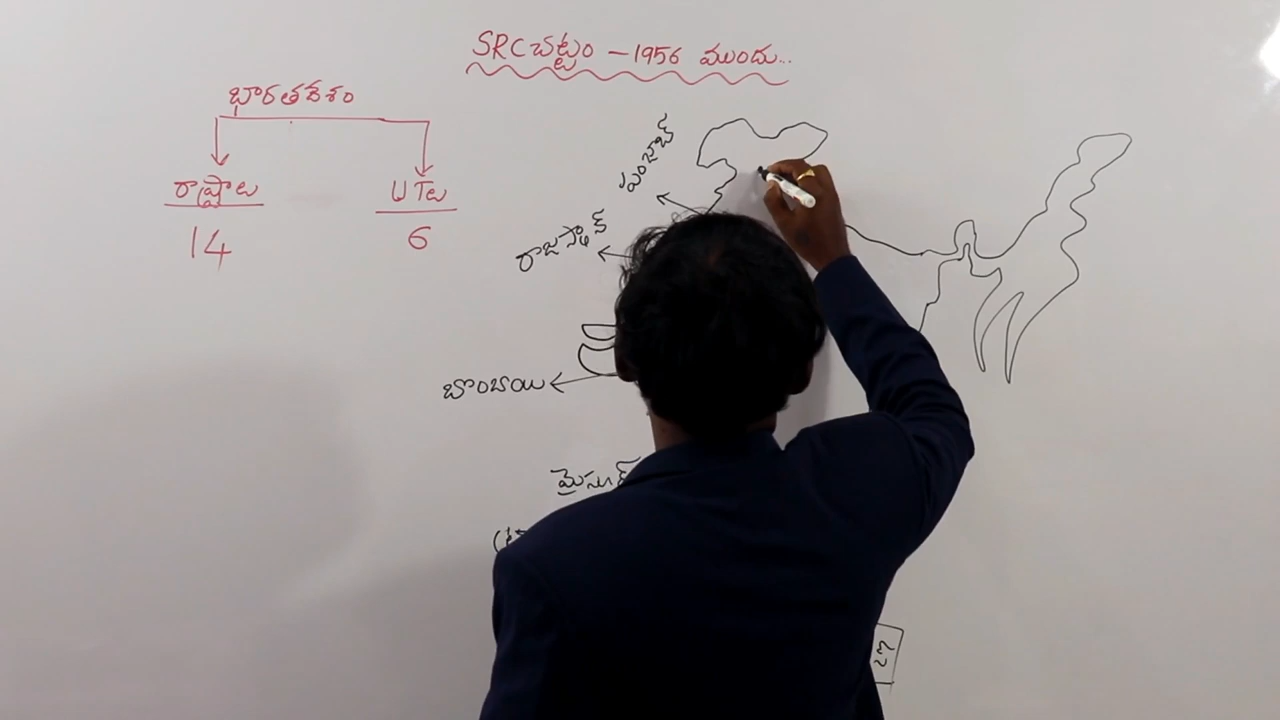 SRC చట్టం - 1956 ముందు..
భారతదేశం
రాష్ట్రాలు
UTలు
14
6
పంజాబ్
రాజస్థాన్
బొంబాయి
మైసూర్